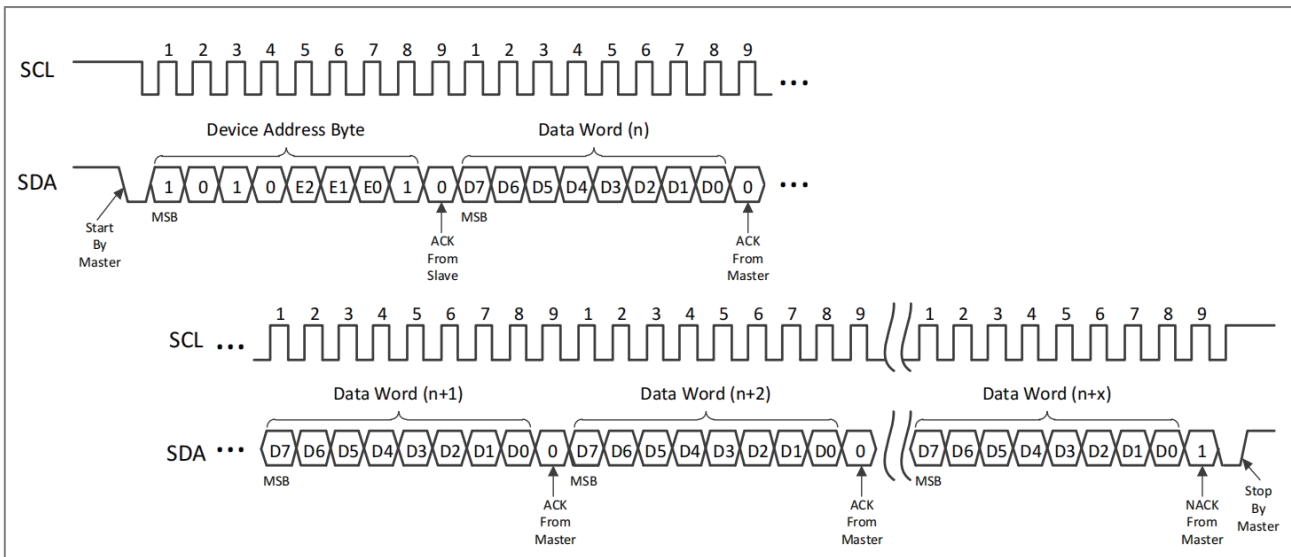 1 2 3 4 5 6 7 8 9 1 2 3 4 5 6 7 8 9
SCL ...
Device Address Byte Data Word (n)
SDA 1 0 1 0 E2 E1 E0 1 0 D7 D6 D5 D4 D3 D2 D1 D0 0 ...
MSB MSB
Start
By
Master
ACK
From
Slave
ACK
From
Master
1 2 3 4 5 6 7 8 9 1 2 3 4 5 6 7 8 9 1 2 3 4 5 6 7 8 9
SCL ...
Data Word (n+1) Data Word (n+2) Data Word (n+x)
SDA ... D7 D6 D5 D4 D3 D2 D1 D0 0 D7 D6 D5 D4 D3 D2 D1 D0 0 D7 D6 D5 D4 D3 D2 D1 D0 1
MSB MSB MSB
ACK
From
Master
ACK
From
Master
NACK
From
Master
Stop
By
Master